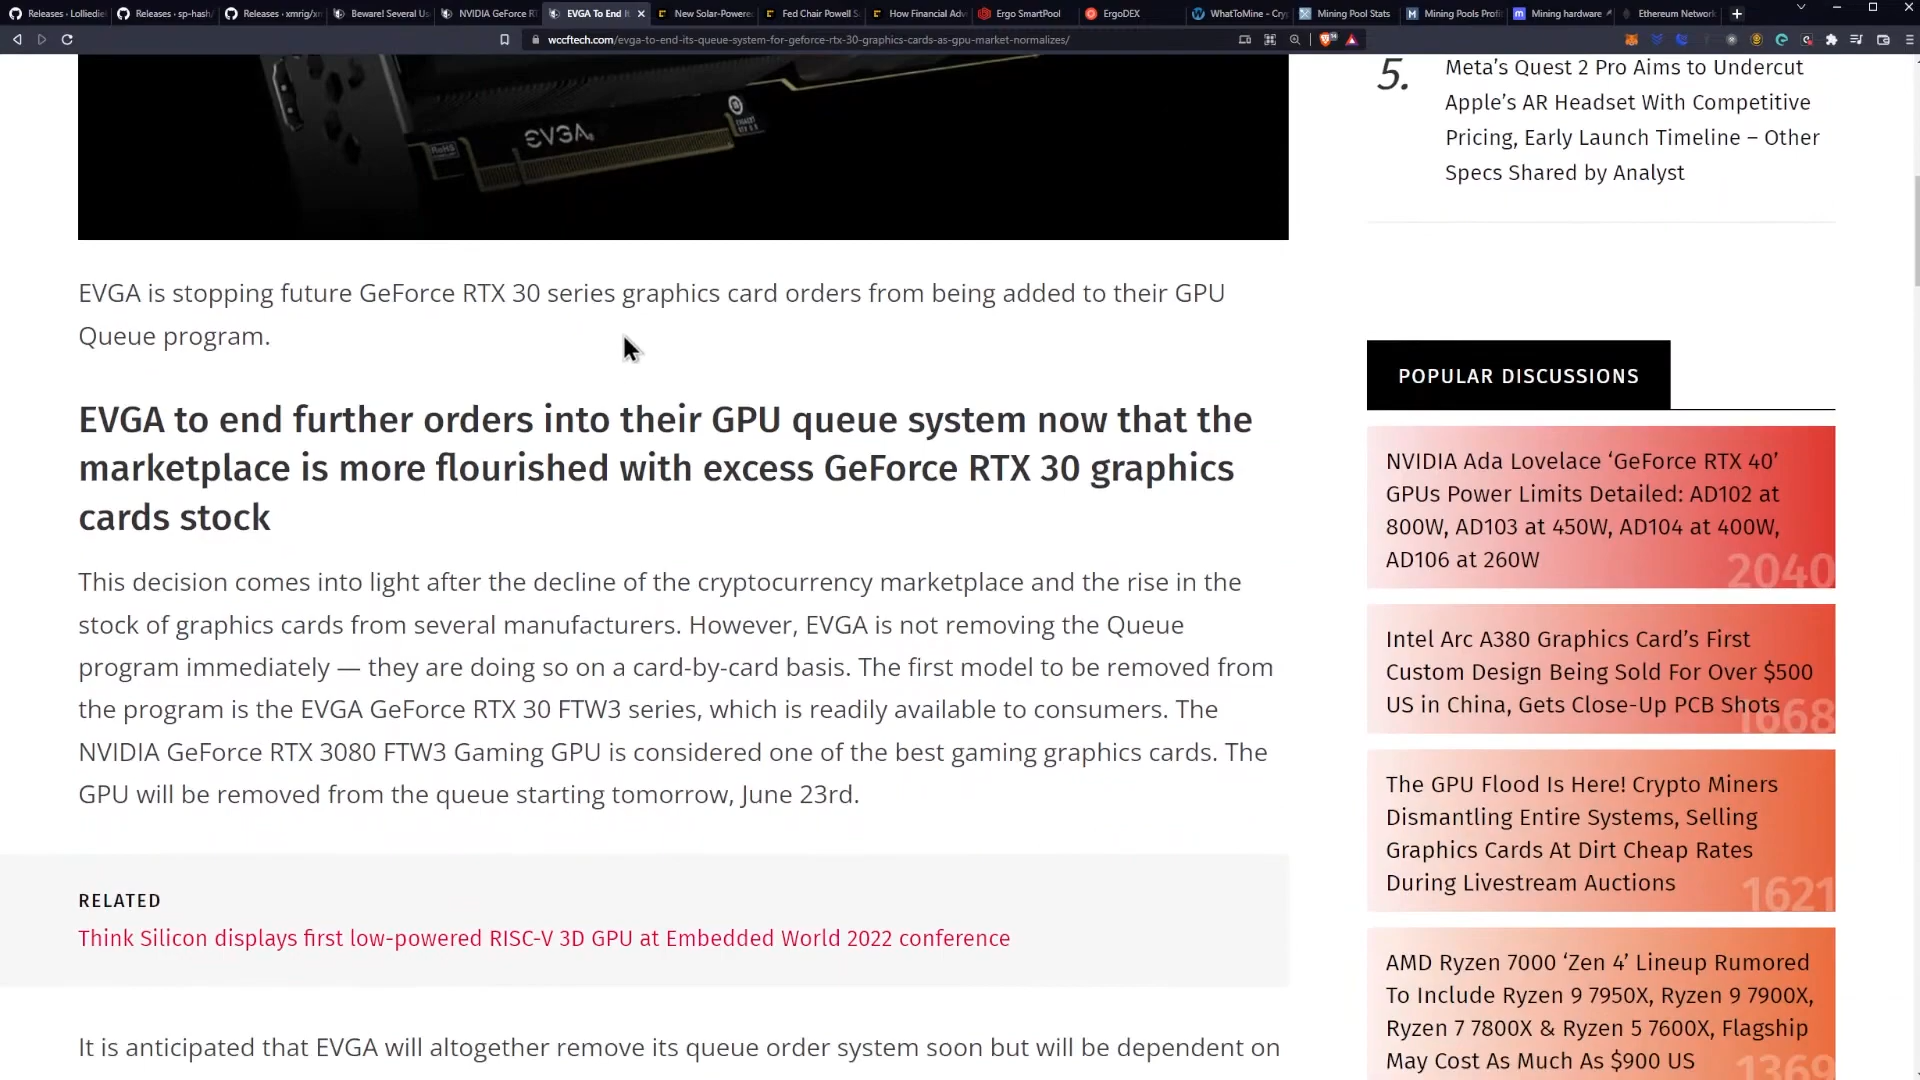 Releases · Lolliedie
Releases · sp-hash/
Releases · xmrig/xm
Beware! Several Us
NVIDIA GeForce RT
EVGA To End It
New Solar-Powere
Fed Chair Powell S
How Financial Adv
Ergo SmartPool
ErgoDEX
WhatToMine - Cry
Mining Pool Stats
Mining Pools Profi
Mining hardware
Ethereum Network
wccftech.com/evga-to-end-its-queue-system-for-geforce-rtx-30-graphics-cards-as-gpu-market-normalizes/
EVGA
RoHS
EVGA is stopping future GeForce RTX 30 series graphics card orders from being added to their GPU
Queue program.
EVGA to end further orders into their GPU queue system now that the
marketplace is more flourished with excess GeForce RTX 30 graphics
cards stock
This decision comes into light after the decline of the cryptocurrency marketplace and the rise in the
stock of graphics cards from several manufacturers. However, EVGA is not removing the Queue
program immediately — they are doing so on a card-by-card basis. The first model to be removed from
the program is the EVGA GeForce RTX 30 FTW3 series, which is readily available to consumers. The
NVIDIA GeForce RTX 3080 FTW3 Gaming GPU is considered one of the best gaming graphics cards. The
GPU will be removed from the queue starting tomorrow, June 23rd.
RELATED
Think Silicon displays first low-powered RISC-V 3D GPU at Embedded World 2022 conference
It is anticipated that EVGA will altogether remove its queue order system soon but will be dependent on
5.
Meta’s Quest 2 Pro Aims to Undercut
Apple’s AR Headset With Competitive
Pricing, Early Launch Timeline – Other
Specs Shared by Analyst
POPULAR DISCUSSIONS
NVIDIA Ada Lovelace ‘GeForce RTX 40’
GPUs Power Limits Detailed: AD102 at
800W, AD103 at 450W, AD104 at 400W,
AD106 at 260W
2040
Intel Arc A380 Graphics Card’s First
Custom Design Being Sold For Over $500
US in China, Gets Close-Up PCB Shots
1668
The GPU Flood Is Here! Crypto Miners
Dismantling Entire Systems, Selling
Graphics Cards At Dirt Cheap Rates
During Livestream Auctions
1621
AMD Ryzen 7000 ‘Zen 4’ Lineup Rumored
To Include Ryzen 9 7950X, Ryzen 9 7900X,
Ryzen 7 7800X & Ryzen 5 7600X, Flagship
May Cost As Much As $900 US
1369